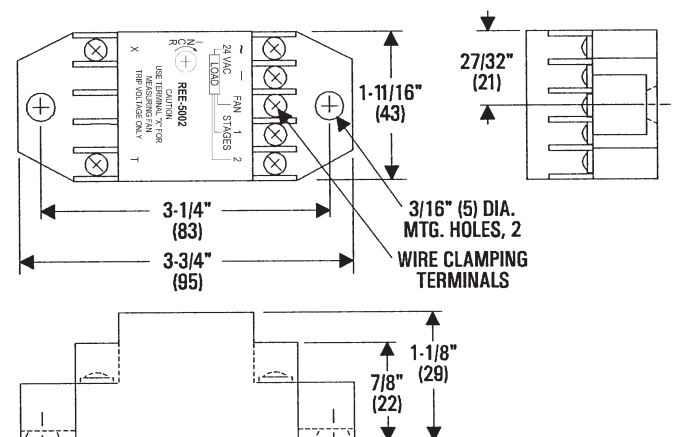 X
T
INCR
REE-5002
CAUTION
USE TERMINAL "X" FOR
MEASURING FAN
TRIP VOLTAGE ONLY
24 VAC
LOAD
~
–
FAN
STAGES
1
2
1-11/16"
(43)
27/32"
(21)
3-1/4"
(83)
3/16" (5) DIA.
MTG. HOLES, 2
3-3/4"
(95)
WIRE CLAMPING
TERMINALS
1-1/8"
(29)
7/8"
(22)